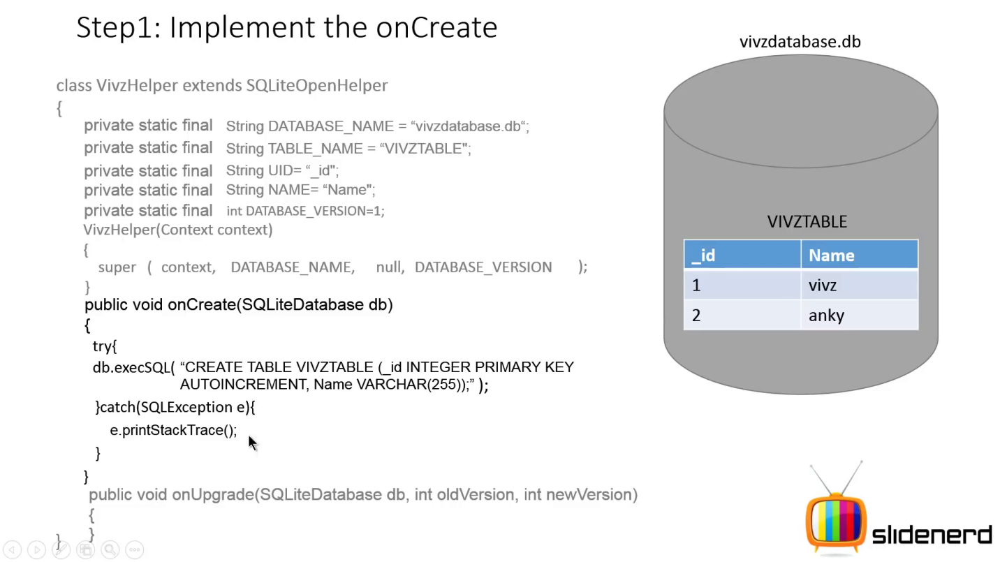 Step1: Implement the onCreate
vivzdatabase.db
class VivzHelper extends SQLiteOpenHelper
{
private static final String DATABASE_NAME = “vivzdatabase.db“;
private static final String TABLE_NAME = “VIVZTABLE";
private static final String UID= “_id";
private static final String NAME= “Name";
private static final int DATABASE_VERSION=1;
VivzHelper(Context context)
{
super ( context, DATABASE_NAME, null, DATABASE_VERSION );
}
public void onCreate(SQLiteDatabase db)
{
try{
db.execSQL( “CREATE TABLE VIVZTABLE (_id INTEGER PRIMARY KEY
AUTOINCREMENT, Name VARCHAR(255));” );
}catch(SQLException e){
e.printStackTrace();
}
}
public void onUpgrade(SQLiteDatabase db, int oldVersion, int newVersion)
{
}
}
VIVZTABLE
_id Name
1 vivz
2 anky
slidenerd